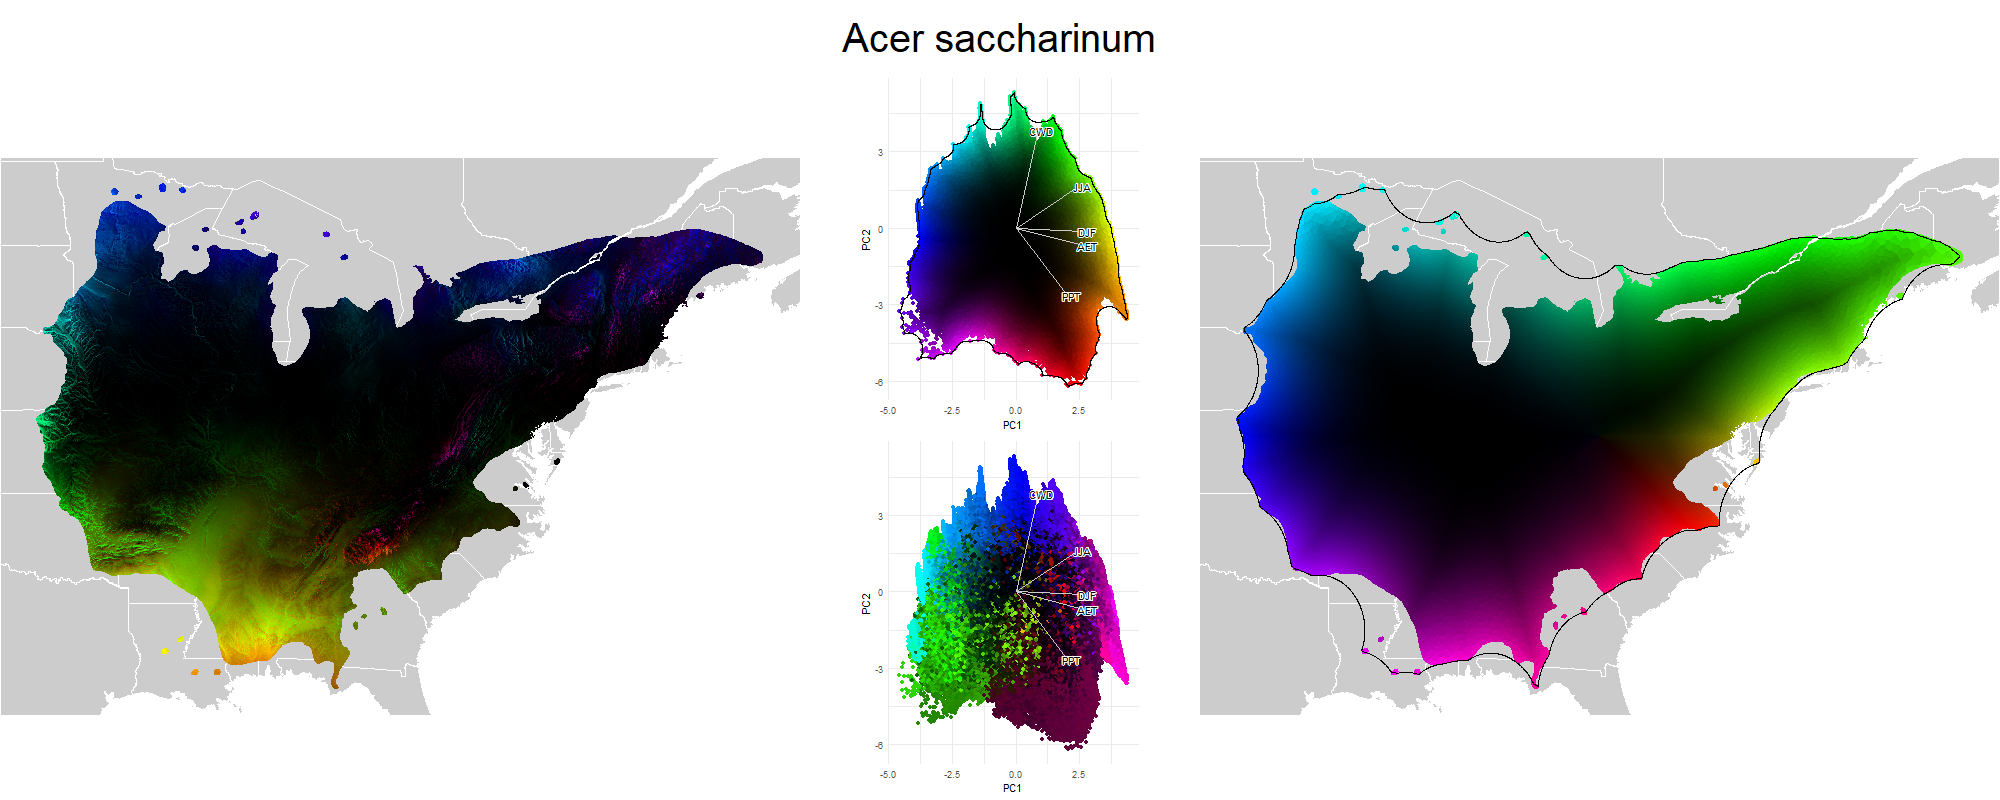 Acer saccharinum
CWD
3
JJA
PC2
0
DJF
AET
PPT
-3
-6
-5.0 -2.5 0.0 2.5
PC1
CWD
3
JJA
PC2
0
DJF
AET
PPT
-3
-6
-5.0 -2.5 0.0 2.5
PC1